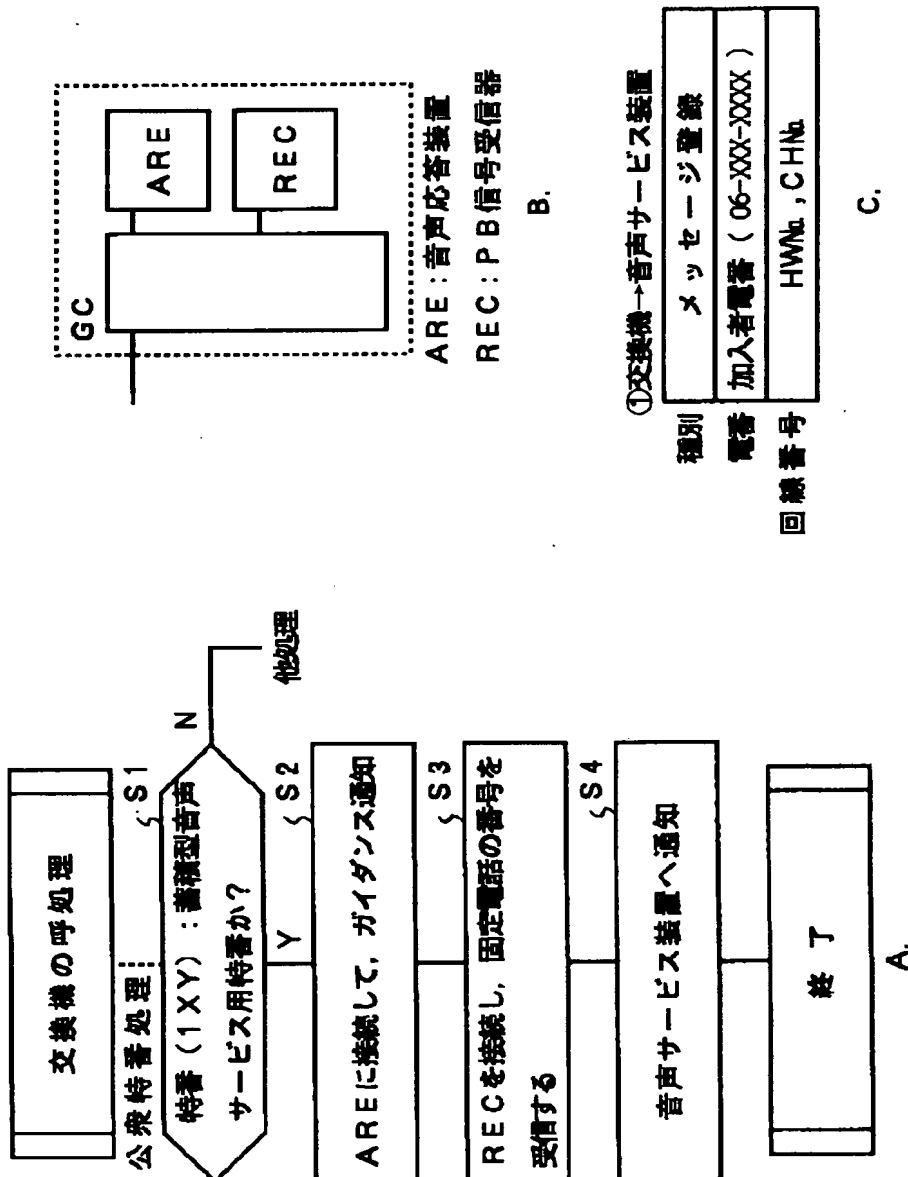 交換機の呼処理
公衆特番処理
S1
特番(1XY):蓄積型音声
サービス用特番か?
N
他処理
Y
S2
AREに接続して,ガイダンス通知
S3
RECを接続し,固定電話の番号を
受信する
S4
音声サービス装置へ通知
終了
A.
GC
ARE
REC
ARE:音声応答装置
REC:PB信号受信器
B.
①交換機→音声サービス装置
種別 メッセージ登録
電番 加入者電番(06-XXX-XXXX)
回線番号 HW№,CH№
C.